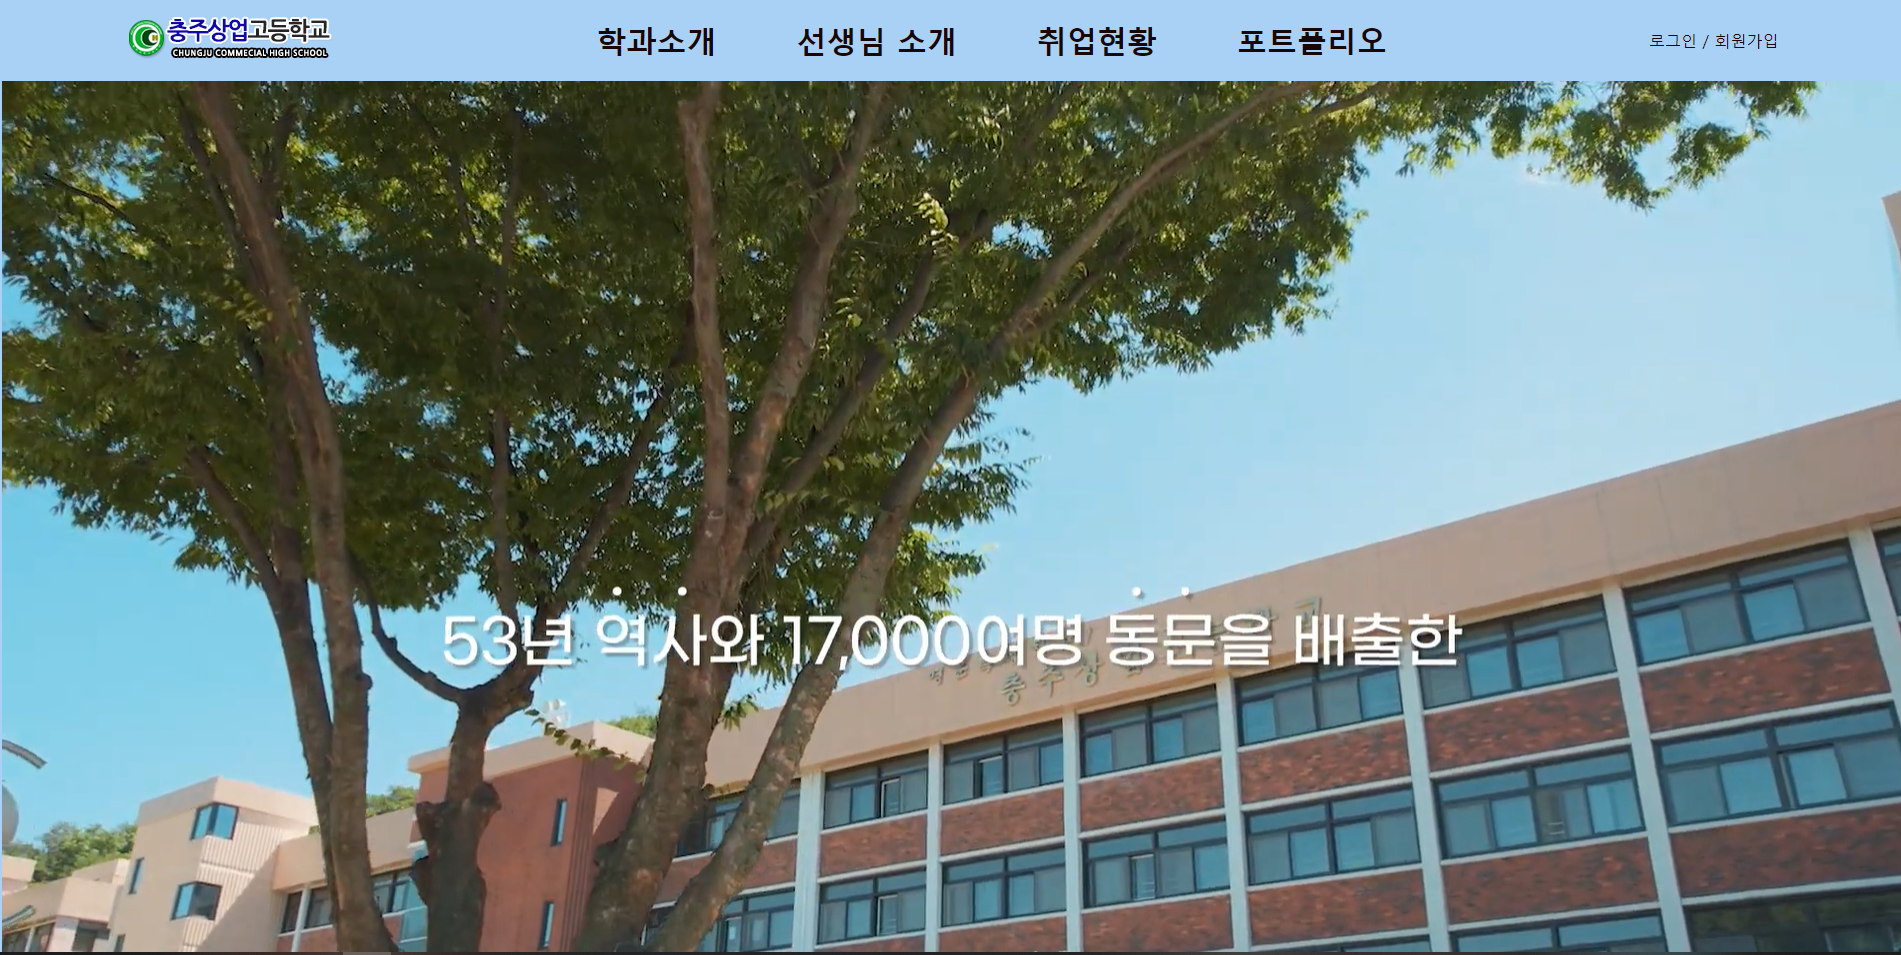 충주상업고등학교
CHUNGJU COMMECIAL HIGH SCHOOL
학과소개
선생님 소개
취업현황
포트폴리오
로그인 / 회원가입
53년 역사와 17,000여명 동문을 배출한
충주상